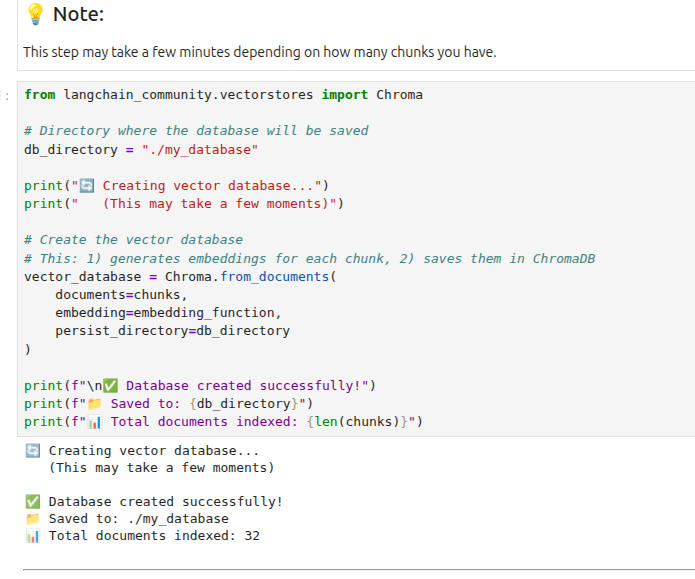 💡 Note:
This step may take a few minutes depending on how many chunks you have.
:
from langchain_community.vectorstores import Chroma
# Directory where the database will be saved
db_directory = "./my_database"
print("🔄 Creating vector database...")
print("   (This may take a few moments)")
# Create the vector database
# This: 1) generates embeddings for each chunk, 2) saves them in ChromaDB
vector_database = Chroma.from_documents(
    documents=chunks,
    embedding=embedding_function,
    persist_directory=db_directory
)
print(f"\n✅ Database created successfully!")
print(f"📁 Saved to: {db_directory}")
print(f"📊 Total documents indexed: {len(chunks)}")
🔄 Creating vector database...
   (This may take a few moments)
✅ Database created successfully!
📁 Saved to: ./my_database
📊 Total documents indexed: 32